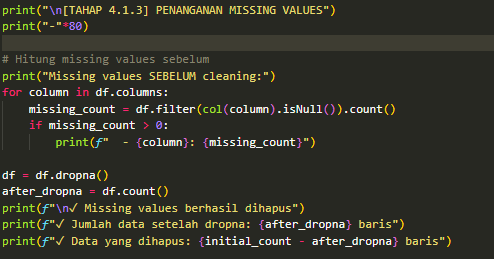 print("\n[TAHAP 4.1.3] PENANGANAN MISSING VALUES")
print("-"*80)
# Hitung missing values sebelum
print("Missing values SEBELUM cleaning:")
for column in df.columns:
    missing_count = df.filter(col(column).isNull()).count()
    if missing_count > 0:
        print(f"  - {column}: {missing_count}")
df = df.dropna()
after_dropna = df.count()
print(f"\n✓ Missing values berhasil dihapus")
print(f"✓ Jumlah data setelah dropna: {after_dropna} baris")
print(f"✓ Data yang dihapus: {initial_count - after_dropna} baris")